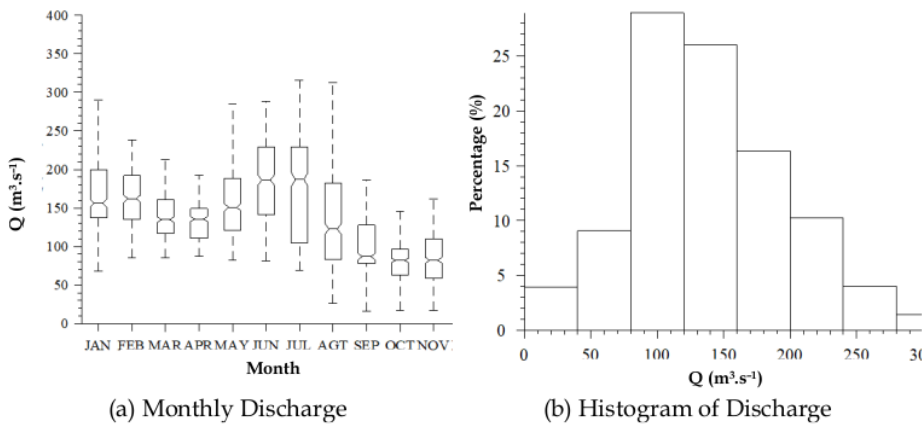 400
350
300
250
200
150
100
50
0
Q (m³.s⁻¹)
JAN FEB MAR APR MAY JUN JUL AGT SEP OCT NOV
Month
(a) Monthly Discharge
25
20
15
10
5
0
Percentage (%)
0 50 100 150 200 250
Q (m³.s⁻¹)
(b) Histogram of Discharge